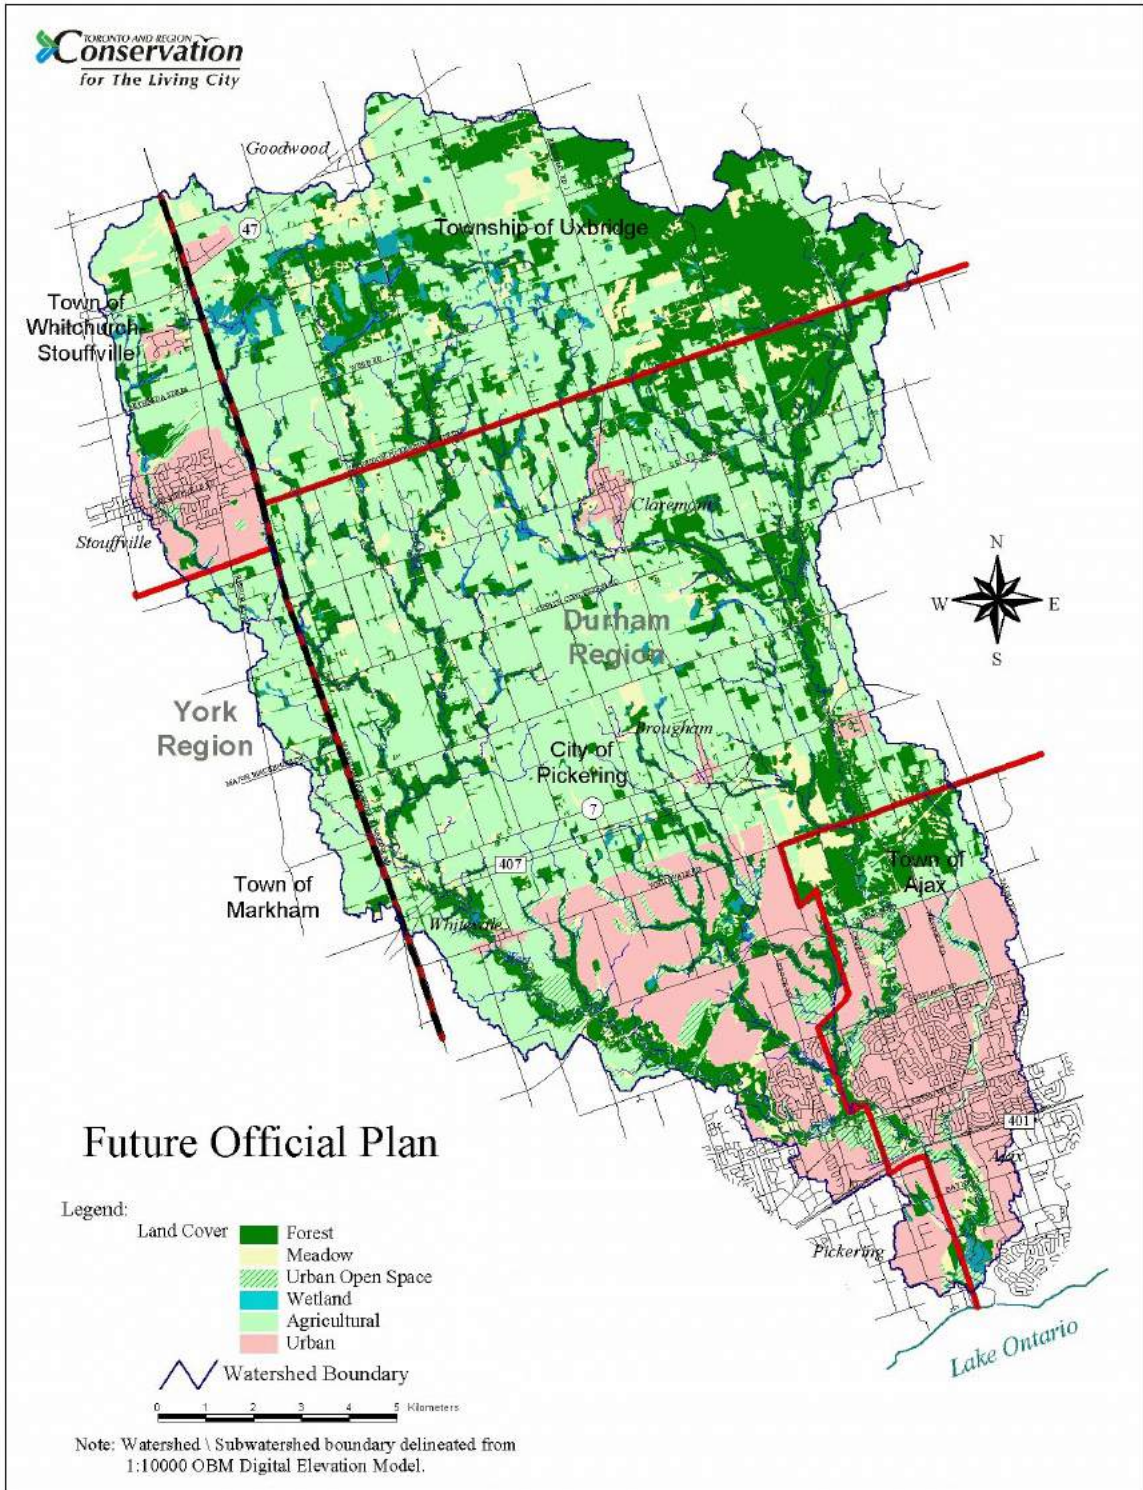 TORONTO AND REGION
Conservation
for The Living City
Goodwood
47
Township of Uxbridge
Town of
Whitchurch-
Stouffville
Stouffville
Claremont
N
W E
S
Durham
Region
York
Region
Brougham
City of
Pickering
7
407
Town of
Ajax
Town of
Markham
Whitevale
401
Ajax
Pickering
Lake Ontario
Future Official Plan
Legend:
Land Cover
Forest
Meadow
Urban Open Space
Wetland
Agricultural
Urban
Watershed Boundary
0 1 2 3 4 5 Kilometers
Note: Watershed \ Subwatershed boundary delineated from
1:10000 OBM Digital Elevation Model.